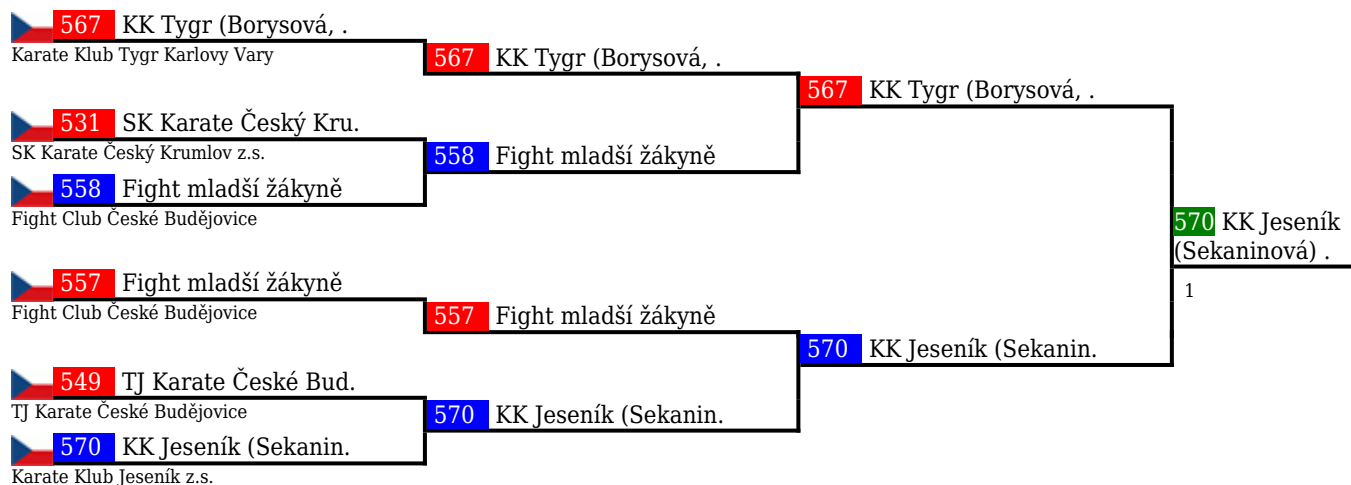 567 KK Tygr (Borysová, .
Karate Klub Tygr Karlovy Vary
531 SK Karate Český Kru.
SK Karate Český Krumlov z.s.
558 Fight mladší žákyně
Fight Club České Budějovice
557 Fight mladší žákyně
Fight Club České Budějovice
549 TJ Karate České Bud.
TJ Karate České Budějovice
570 KK Jeseník (Sekanin.
Karate Klub Jeseník z.s.
567 KK Tygr (Borysová, .
558 Fight mladší žákyně
557 Fight mladší žákyně
570 KK Jeseník (Sekanin.
567 KK Tygr (Borysová, .
570 KK Jeseník (Sekanin.
570 KK Jeseník
(Sekaninová) .
1